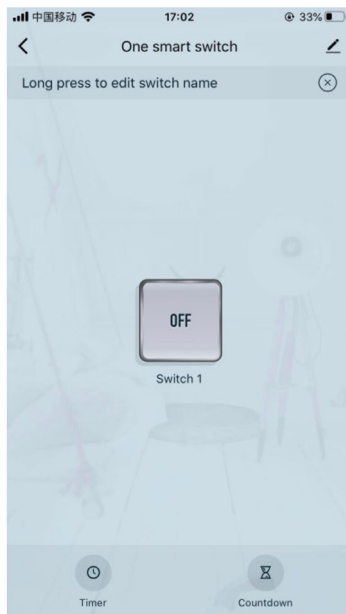 中国移动 17:02 33%
One smart switch
Long press to edit switch name
OFF
Switch 1
Timer Countdown